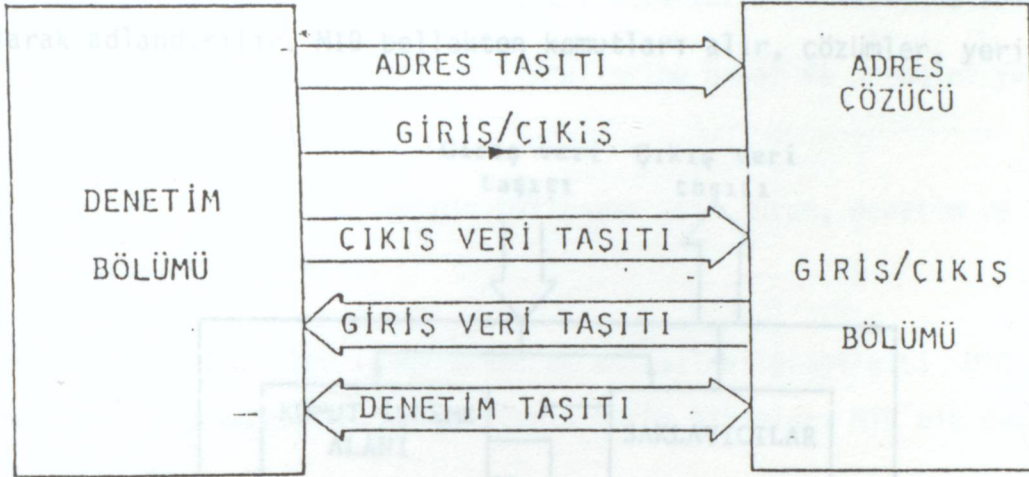 ADRES TAŞITI
ADRES
ÇÖZÜCÜ
GİRİŞ/ÇIKIS
DENETİM
BÖLÜMÜ
ÇIKIŞ VERİ TAŞITI
GİRİŞ/ÇIKIŞ
BÖLÜMÜ
GİRİŞ VERİ TAŞITI
DENETİM TAŞITI